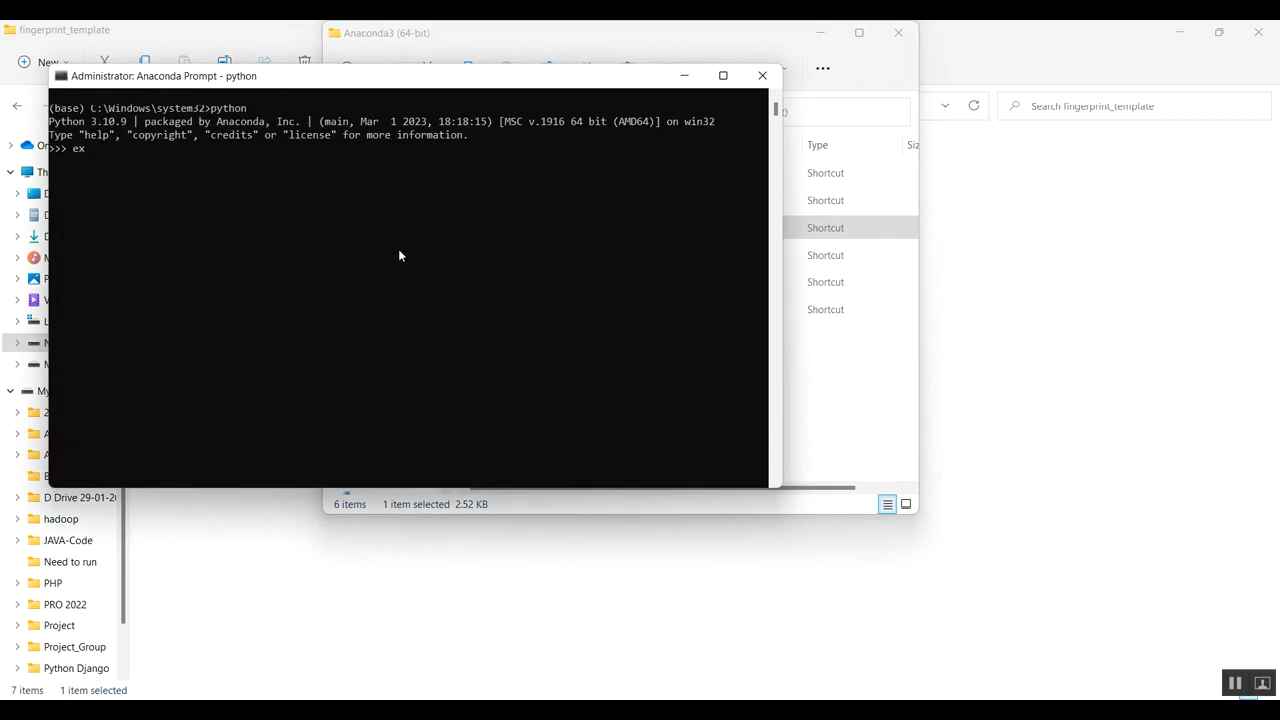 fingerprint_template
Anaconda3 (64-bit)
New
Administrator: Anaconda Prompt - python
(base) C:\Windows\system32>python
Python 3.10.9 | packaged by Anaconda, Inc. | (main, Mar  1 2023, 18:18:15) [MSC v.1916 64 bit (AMD64)] on win32
Type "help", "copyright", "credits" or "license" for more information.
>>> ex
Search fingerprint_template
Type
Shortcut
Shortcut
Shortcut
Shortcut
Shortcut
Shortcut
6 items 1 item selected 2.52 KB
D Drive 29-01-2
hadoop
JAVA-Code
Need to run
PHP
PRO 2022
Project
Project_Group
Python Django
7 items 1 item selected